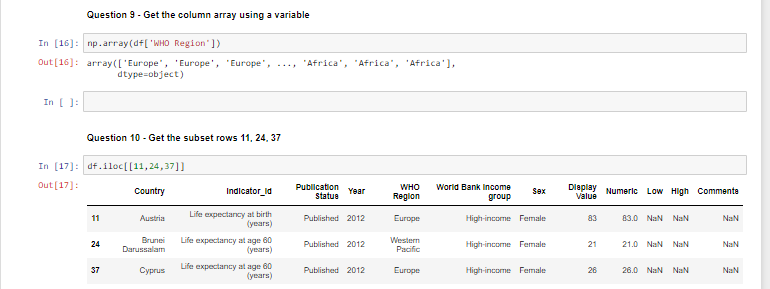 Question 9 - Get the column array using a variable
In [16]: np.array(df['WHO Region'])
Out[16]: array(['Europe', 'Europe', 'Europe', ..., 'Africa', 'Africa', 'Africa'],
dtype=object)
In [ ]:
Question 10 - Get the subset rows 11, 24, 37
In [17]: df.iloc[[11,24,37]]
Out[17]:
Country Indicator_Id Publication Status Year WHO Region World Bank Income group Sex Display Value Numeric Low High Comments
11 Austria Life expectancy at birth (years) Published 2012 Europe High-income Female 83 83.0 NaN NaN NaN
24 Brunei Darussalam Life expectancy at age 60 (years) Published 2012 Western Pacific High-income Female 21 21.0 NaN NaN NaN
37 Cyprus Life expectancy at age 60 (years) Published 2012 Europe High-income Female 26 26.0 NaN NaN NaN